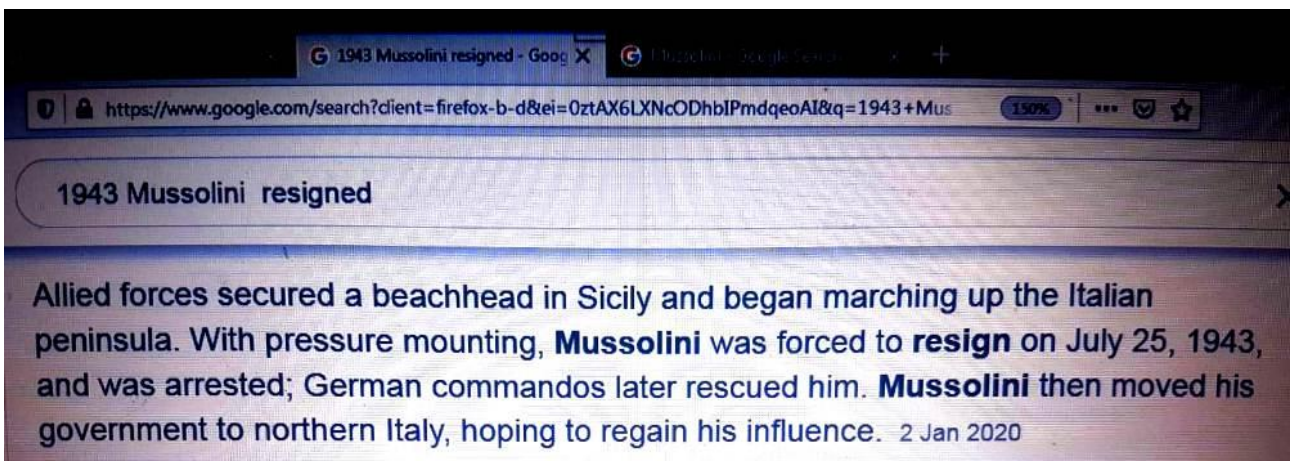 1943 Mussolini resigned - Goog
Mussolini - Google Search
https://www.google.com/search?client=firefox-b-d&ei=0ztAX6LXNcODhbIPmdqeoAI&q=1943+Mus 150%
1943 Mussolini resigned
Allied forces secured a beachhead in Sicily and began marching up the Italian
peninsula. With pressure mounting, Mussolini was forced to resign on July 25, 1943,
and was arrested; German commandos later rescued him. Mussolini then moved his
government to northern Italy, hoping to regain his influence. 2 Jan 2020